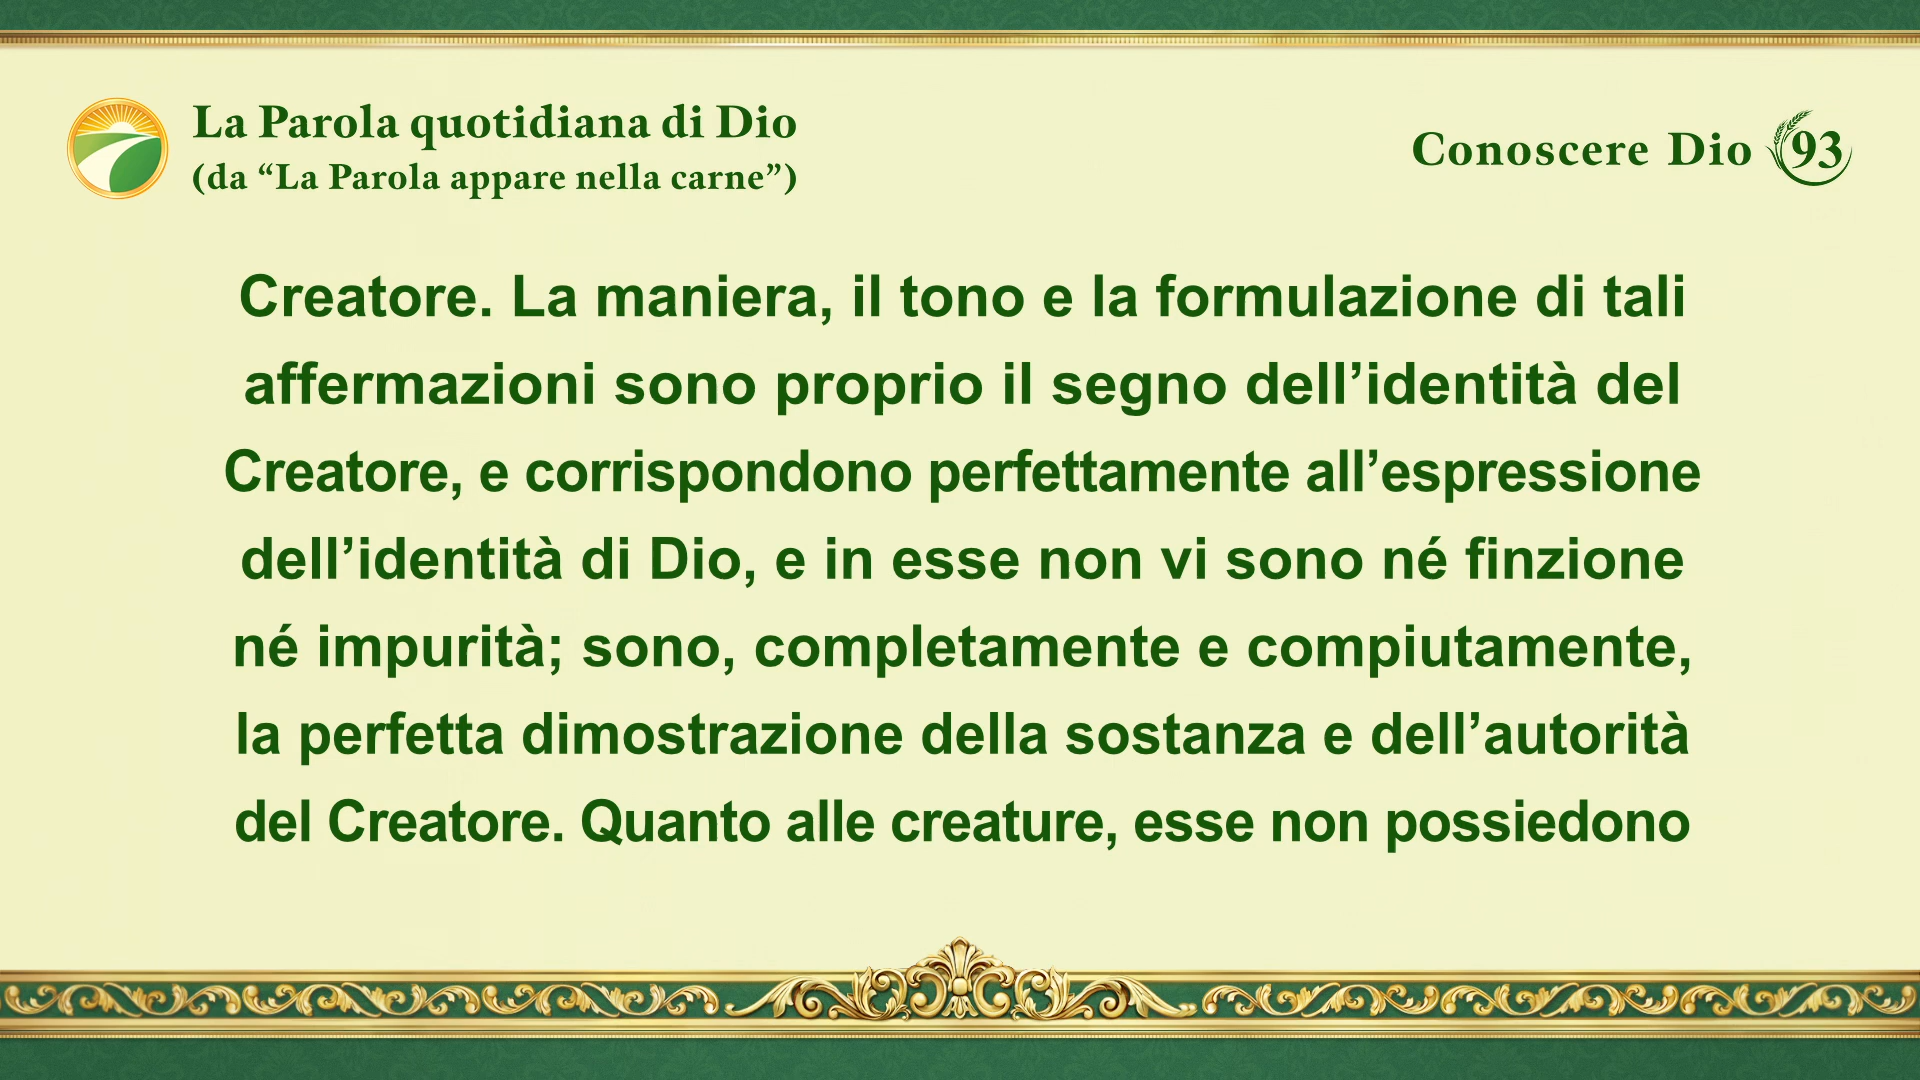 La Parola quotidiana di Dio
(da “La Parola appare nella carne”)
Conoscere Dio 93
Creatore. La maniera, il tono e la formulazione di tali
affermazioni sono proprio il segno dell’identità del
Creatore, e corrispondono perfettamente all’espressione
dell’identità di Dio, e in esse non vi sono né finzione
né impurità; sono, completamente e compiutamente,
la perfetta dimostrazione della sostanza e dell’autorità
del Creatore. Quanto alle creature, esse non possiedono